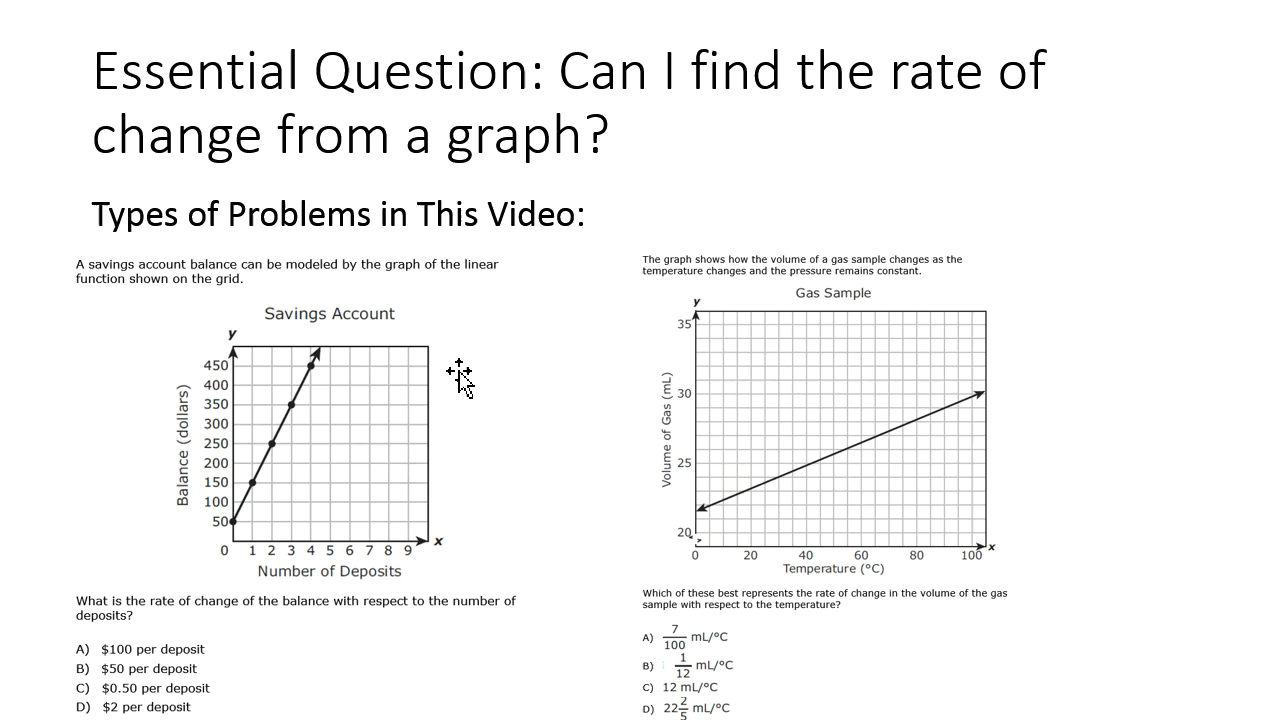 Essential Question: Can I find the rate of
change from a graph?
Types of Problems in This Video:
A savings account balance can be modeled by the graph of the linear
function shown on the grid.
Savings Account
y
450
400
350
300
250
200
150
100
50
0 1 2 3 4 5 6 7 8 9 x
Balance (dollars)
Number of Deposits
What is the rate of change of the balance with respect to the number of
deposits?
A) $100 per deposit
B) $50 per deposit
C) $0.50 per deposit
D) $2 per deposit
The graph shows how the volume of a gas sample changes as the
temperature changes and the pressure remains constant.
Gas Sample
y
35
30
25
20
0 20 40 60 80 100 x
Volume of Gas (mL)
Temperature (°C)
Which of these best represents the rate of change in the volume of the gas
sample with respect to the temperature?
A) 7/100 mL/°C
B) 1/12 mL/°C
C) 12 mL/°C
D) 22 2/5 mL/°C